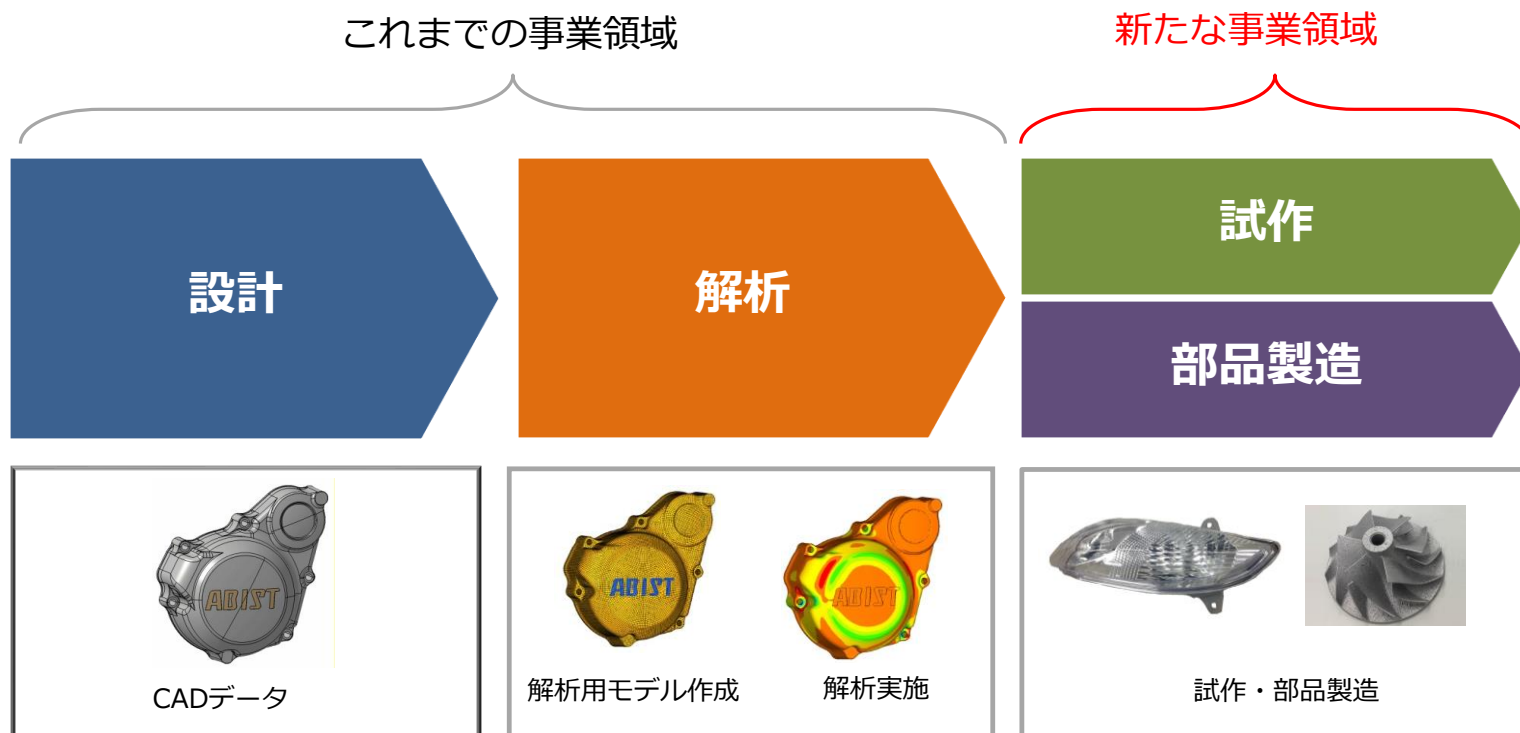 これまでの事業領域
新たな事業領域
設計
解析
試作
部品製造
ABIST
ABIST
ABIST
CADデータ
解析用モデル作成
解析実施
試作・部品製造